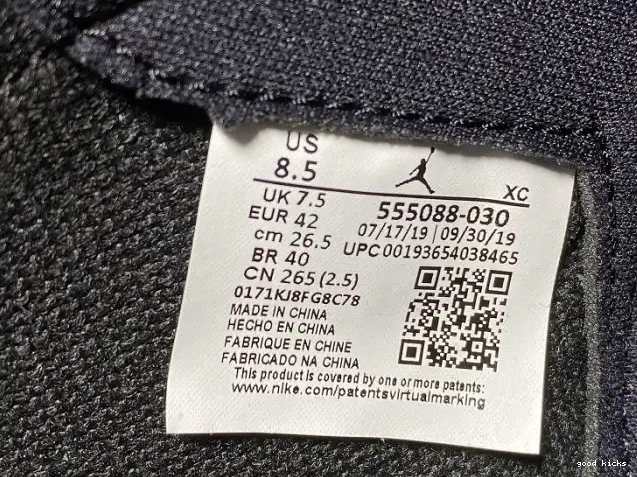 US
8.5
XC
UK 7.5
555088-030
EUR 42
07/17/19 | 09/30/19
cm 26.5
UPC00193654038465
BR 40
CN 265 (2.5)
0171KJ8FG8C78
MADE IN CHINA
HECHO EN CHINA
FABRIQUE EN CHINE
FABRICADO NA CHINA
This product is covered by one or more patents:
www.nike.com/patentsvirtualmarking
good kicks